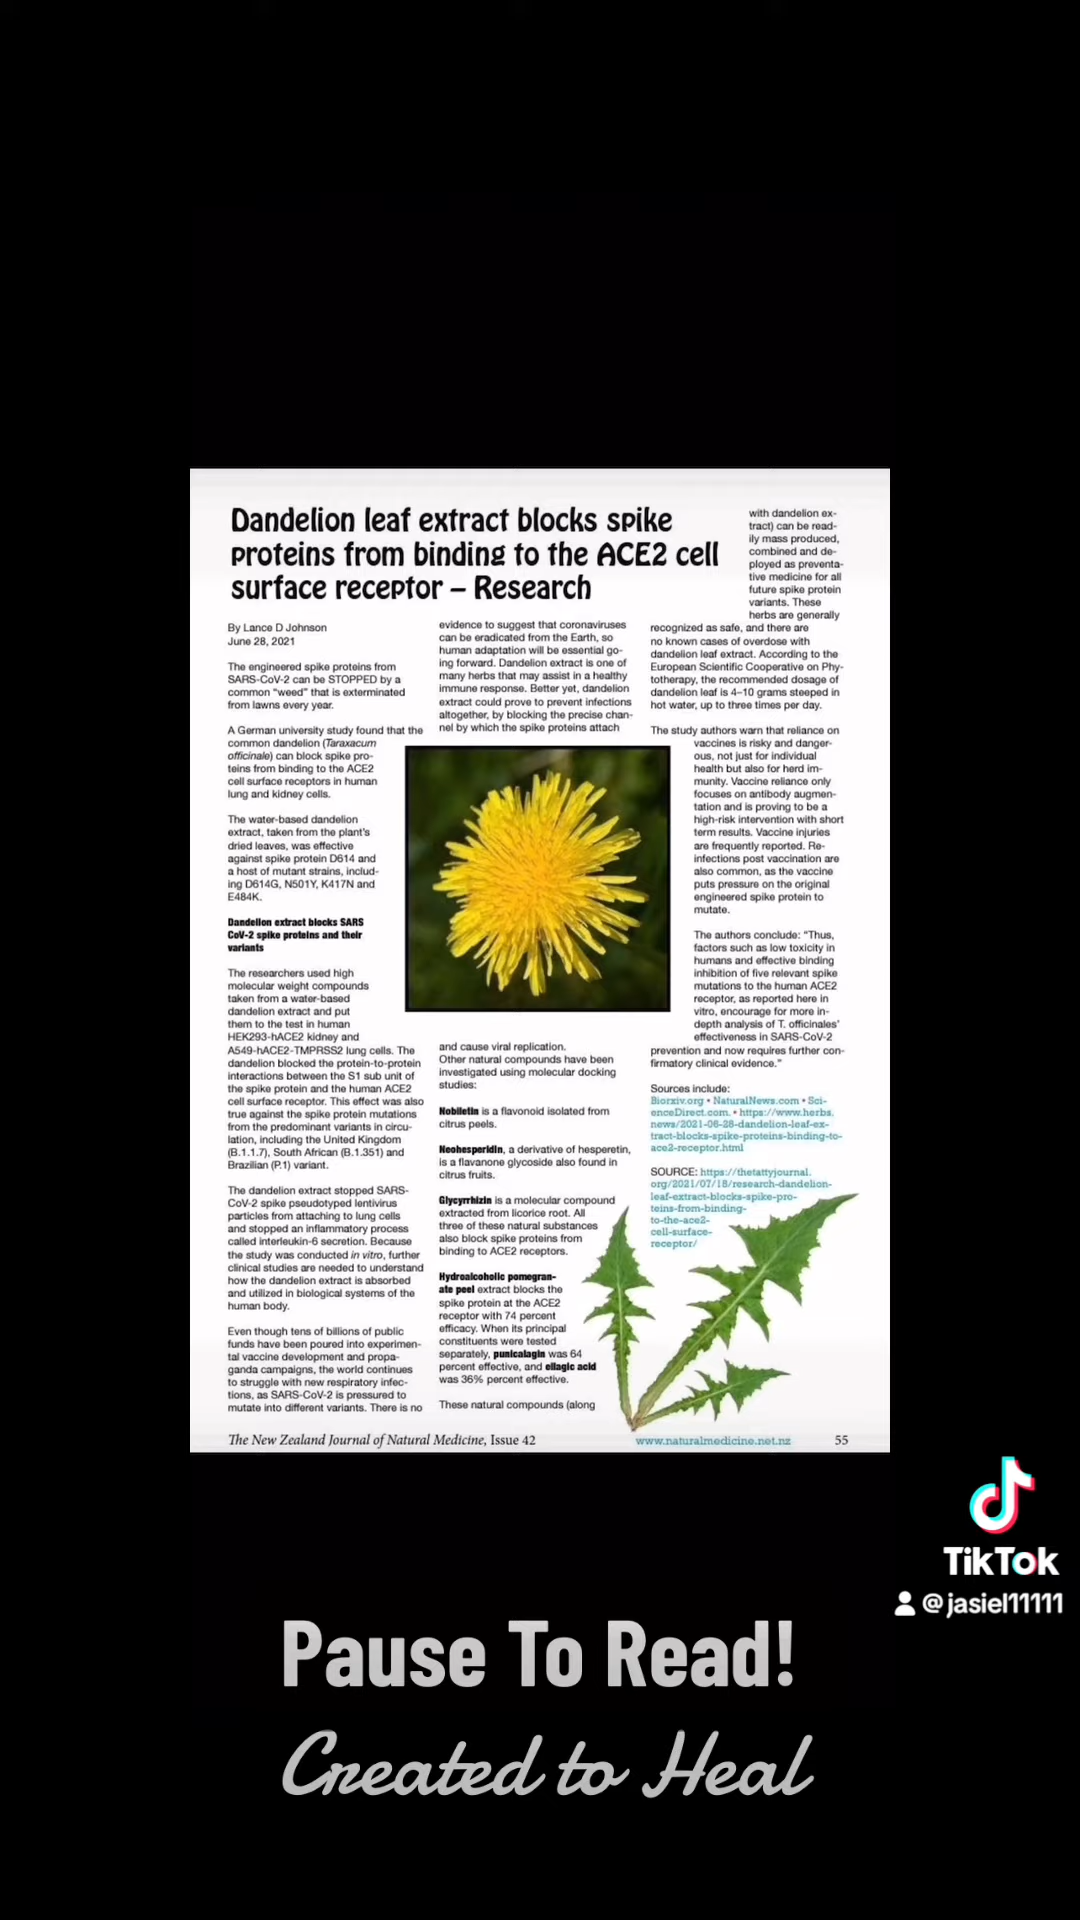 Dandelion leaf extract blocks spike
proteins from binding to the ACE2 cell
surface receptor – Research
By Lance D Johnson
June 28, 2021
The engineered spike proteins from
SARS-CoV-2 can be STOPPED by a
common “weed” that is exterminated
from lawns every year.
A German university study found that the
common dandelion (Taraxacum
officinale) can block spike pro-
teins from binding to the ACE2
cell surface receptors in human
lung and kidney cells.
The water-based dandelion
extract, taken from the plant’s
dried leaves, was effective
against spike protein D614 and
a host of mutant strains, includ-
ing D614G, N501Y, K417N and
E484K.
Dandelion extract blocks SARS
CoV-2 spike proteins and their
variants
The researchers used high
molecular weight compounds
taken from a water-based
dandelion extract and put
them to the test in human
HEK293-hACE2 kidney and
A549-hACE2-TMPRSS2 lung cells. The
dandelion blocked the protein-to-protein
interactions between the S1 sub unit of
the spike protein and the human ACE2
cell surface receptor. This effect was also
true against the spike protein mutations
from the predominant variants in circu-
lation, including the United Kingdom
(B.1.1.7), South African (B.1.351) and
Brazilian (P.1) variant.
The dandelion extract stopped SARS-
CoV-2 spike pseudotyped lentivirus
particles from attaching to lung cells
and stopped an inflammatory process
called interleukin-6 secretion. Because
the study was conducted in vitro, further
clinical studies are needed to understand
how the dandelion extract is absorbed
and utilized in biological systems of the
human body.
Even though tens of billions of public
funds have been poured into experimen-
tal vaccine development and propa-
ganda campaigns, the world continues
to struggle with new respiratory infec-
tions, as SARS-CoV-2 is pressured to
mutate into different variants. There is no
evidence to suggest that coronaviruses
can be eradicated from the Earth, so
human adaptation will be essential go-
ing forward. Dandelion extract is one of
many herbs that may assist in a healthy
immune response. Better yet, dandelion
extract could prove to prevent infections
altogether, by blocking the precise chan-
nel by which the spike proteins attach
and cause viral replication.
Other natural compounds have been
investigated using molecular docking
studies:
Nobiletin is a flavonoid isolated from
citrus peels.
Neohesperidin, a derivative of hesperetin,
is a flavanone glycoside also found in
citrus fruits.
Glycyrrhizin is a molecular compound
extracted from licorice root. All
three of these natural substances
also block spike proteins from
binding to ACE2 receptors.
Hydroalcoholic pomegran-
ate peel extract blocks the
spike protein at the ACE2
receptor with 74 percent
efficacy. When its principal
constituents were tested
separately, punicalagin was 64
percent effective, and ellagic acid
was 36% percent effective.
These natural compounds (along
with dandelion ex-
tract) can be read-
ily mass produced,
combined and de-
ployed as preventa-
tive medicine for all
future spike protein
variants. These
herbs are generally
recognized as safe, and there are
no known cases of overdose with
dandelion leaf extract. According to the
European Scientific Cooperative on Phy-
totherapy, the recommended dosage of
dandelion leaf is 4–10 grams steeped in
hot water, up to three times per day.
The study authors warn that reliance on
vaccines is risky and danger-
ous, not just for individual
health but also for herd im-
munity. Vaccine reliance only
focuses on antibody augmen-
tation and is proving to be a
high-risk intervention with short
term results. Vaccine injuries
are frequently reported. Re-
infections post vaccination are
also common, as the vaccine
puts pressure on the original
engineered spike protein to
mutate.
The authors conclude: “Thus,
factors such as low toxicity in
humans and effective binding
inhibition of five relevant spike
mutations to the human ACE2
receptor, as reported here in
vitro, encourage for more in-
depth analysis of T. officinales’
effectiveness in SARS-CoV-2
prevention and now requires further con-
firmatory clinical evidence.”
Sources include:
Biorxiv.org • NaturalNews.com • Sci-
enceDirect.com. • https://www.herbs.
news/2021-06-28-dandelion-leaf-ex-
tract-blocks-spike-proteins-binding-to-
ace2-receptor.html
SOURCE: https://thetattyjournal.
org/2021/07/18/research-dandelion-
leaf-extract-blocks-spike-pro-
teins-from-binding-
to-the-ace2-
cell-surface-
receptor/
The New Zealand Journal of Natural Medicine, Issue 42
www.naturalmedicine.net.nz
55
TikTok
@jasiel11111
Pause To Read!
Created to Heal